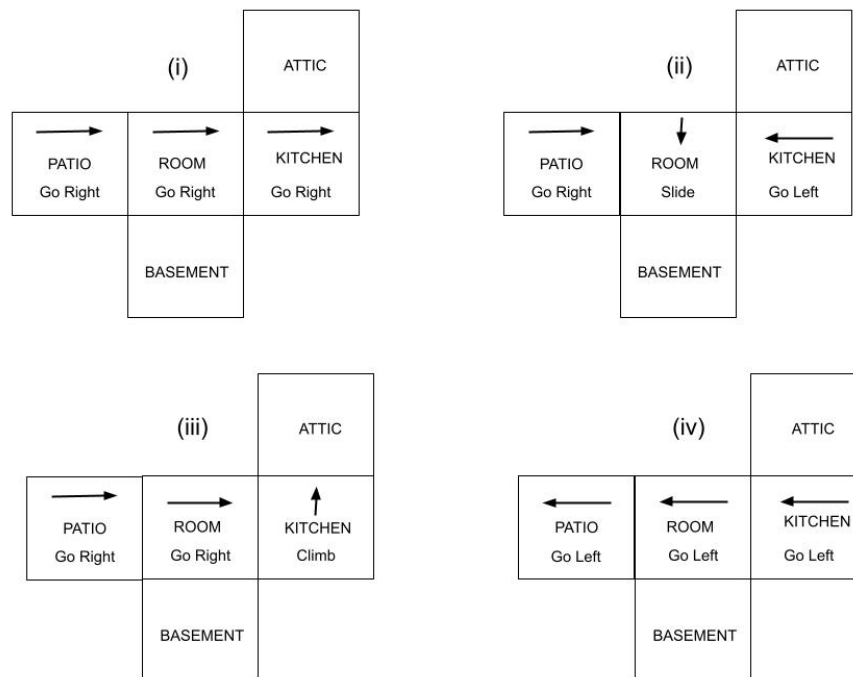 (i)
ATTIC
PATIO
Go Right
ROOM
Go Right
KITCHEN
Go Right
BASEMENT
(ii)
ATTIC
PATIO
Go Right
ROOM
Slide
KITCHEN
Go Left
BASEMENT
(iii)
ATTIC
PATIO
Go Right
ROOM
Go Right
KITCHEN
Climb
BASEMENT
(iv)
ATTIC
PATIO
Go Left
ROOM
Go Left
KITCHEN
Go Left
BASEMENT